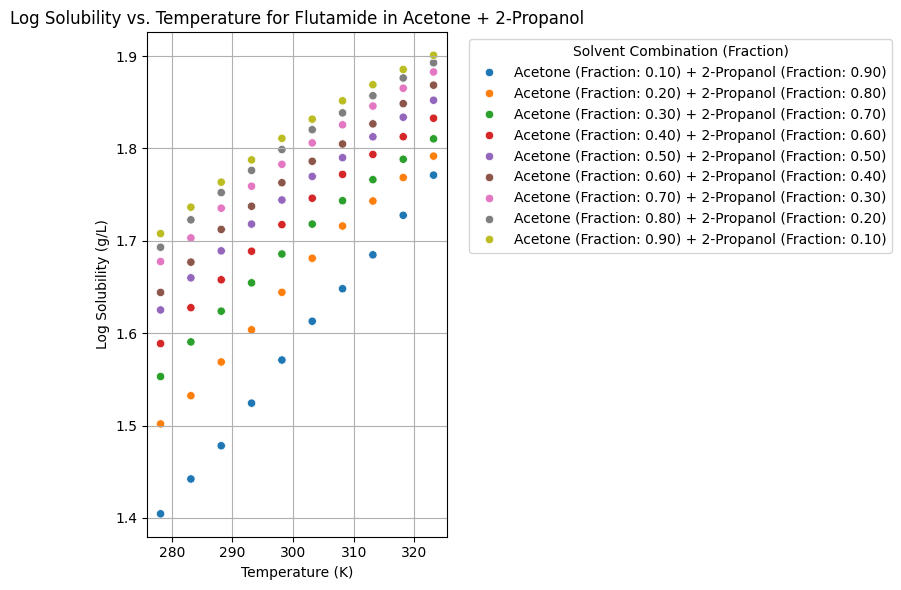 Log Solubility vs. Temperature for Flutamide in Acetone + 2-Propanol
Solvent Combination (Fraction)
Acetone (Fraction: 0.10) + 2-Propanol (Fraction: 0.90)
Acetone (Fraction: 0.20) + 2-Propanol (Fraction: 0.80)
Acetone (Fraction: 0.30) + 2-Propanol (Fraction: 0.70)
Acetone (Fraction: 0.40) + 2-Propanol (Fraction: 0.60)
Acetone (Fraction: 0.50) + 2-Propanol (Fraction: 0.50)
Acetone (Fraction: 0.60) + 2-Propanol (Fraction: 0.40)
Acetone (Fraction: 0.70) + 2-Propanol (Fraction: 0.30)
Acetone (Fraction: 0.80) + 2-Propanol (Fraction: 0.20)
Acetone (Fraction: 0.90) + 2-Propanol (Fraction: 0.10)
Log Solubility (g/L)
1.9
1.8
1.7
1.6
1.5
1.4
280 290 300 310 320
Temperature (K)